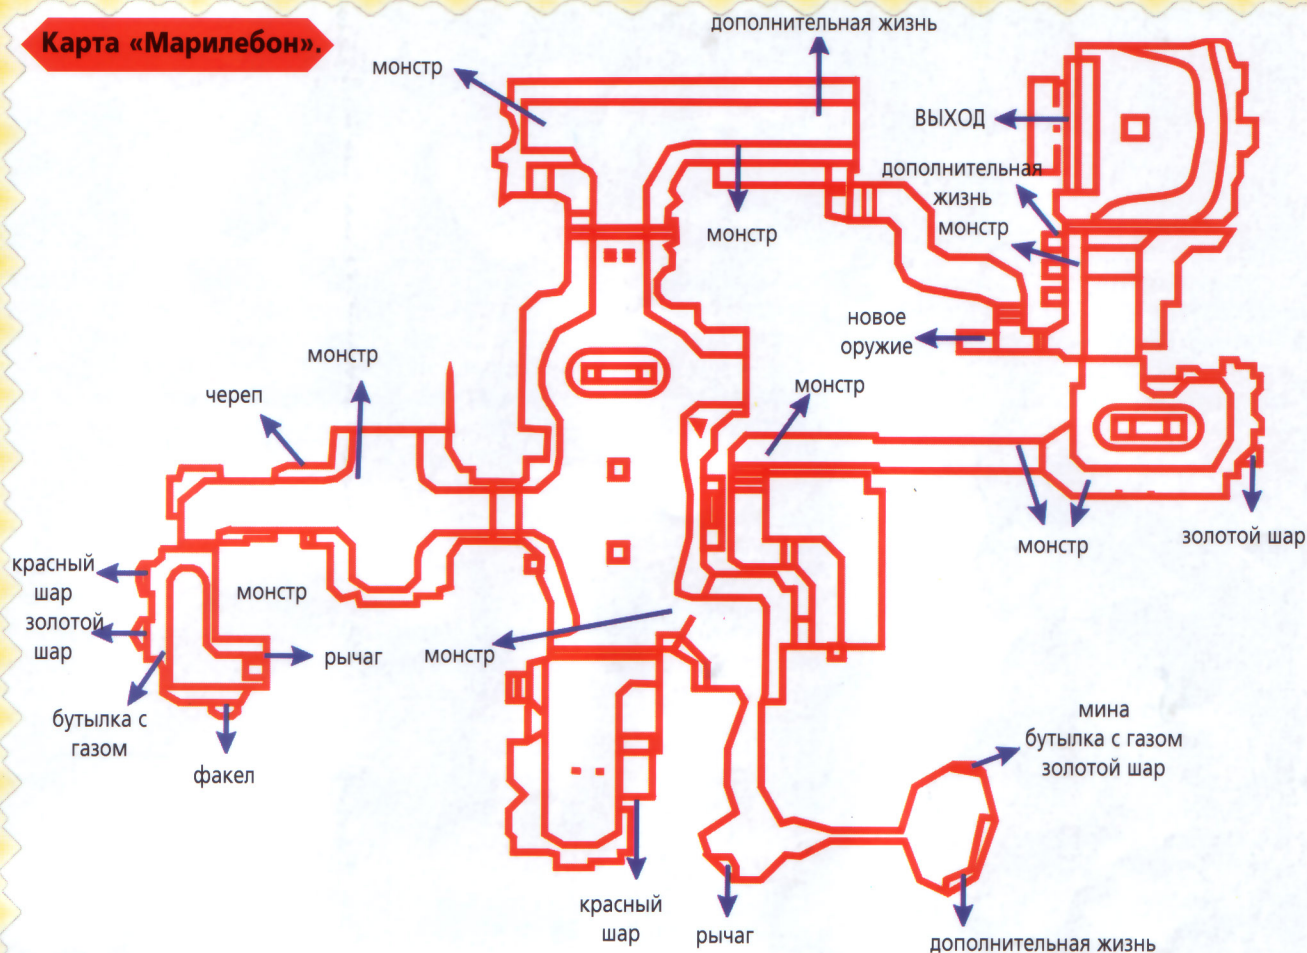 Карта «Марилебон».
дополнительная жизнь
монстр
ВЫХОД
дополнительная
жизнь
монстр
монстр
новое
оружие
монстр
череп
монстр
золотой шар
монстр
красный
шар
золотой
шар
монстр
рычаг
монстр
бутылка с
газом
факел
мина
бутылка с газом
золотой шар
красный
шар
рычаг
дополнительная жизнь